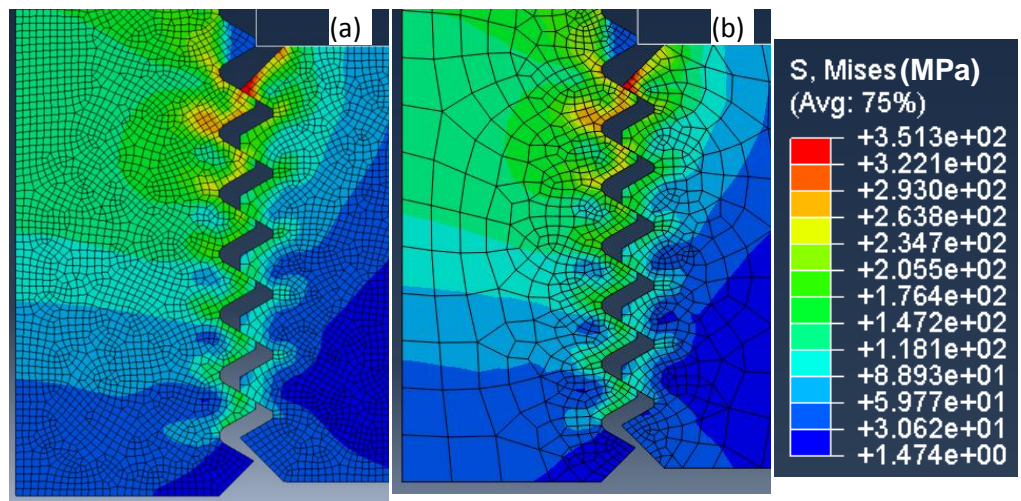 (a)
(b)
S, Mises (MPa)
(Avg: 75%)
+3.513e+02
+3.221e+02
+2.930e+02
+2.638e+02
+2.347e+02
+2.055e+02
+1.764e+02
+1.472e+02
+1.181e+02
+8.893e+01
+5.977e+01
+3.062e+01
+1.474e+00